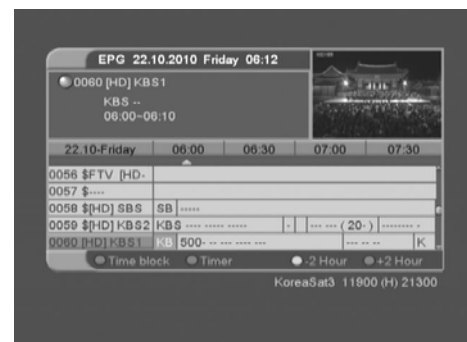 EPG 22.10.2010 Friday 06:12
0060 [HD] KBS1
KBS --
06:00~06:10
22.10-Friday 06:00 06:30 07:00 07:30
0056 $FTV [HD-
0057 $----
0058 $[HD] SBS SB -----
0059 $[HD] KBS2 KBS ---- ----- ----- - --- --- ( 20- ) -------- -
0060 [HD] KBS1 KB 500- -- --- ---- --- --- -- -- K
Time block Timer -2 Hour +2 Hour
KoreaSat3 11900 (H) 21300